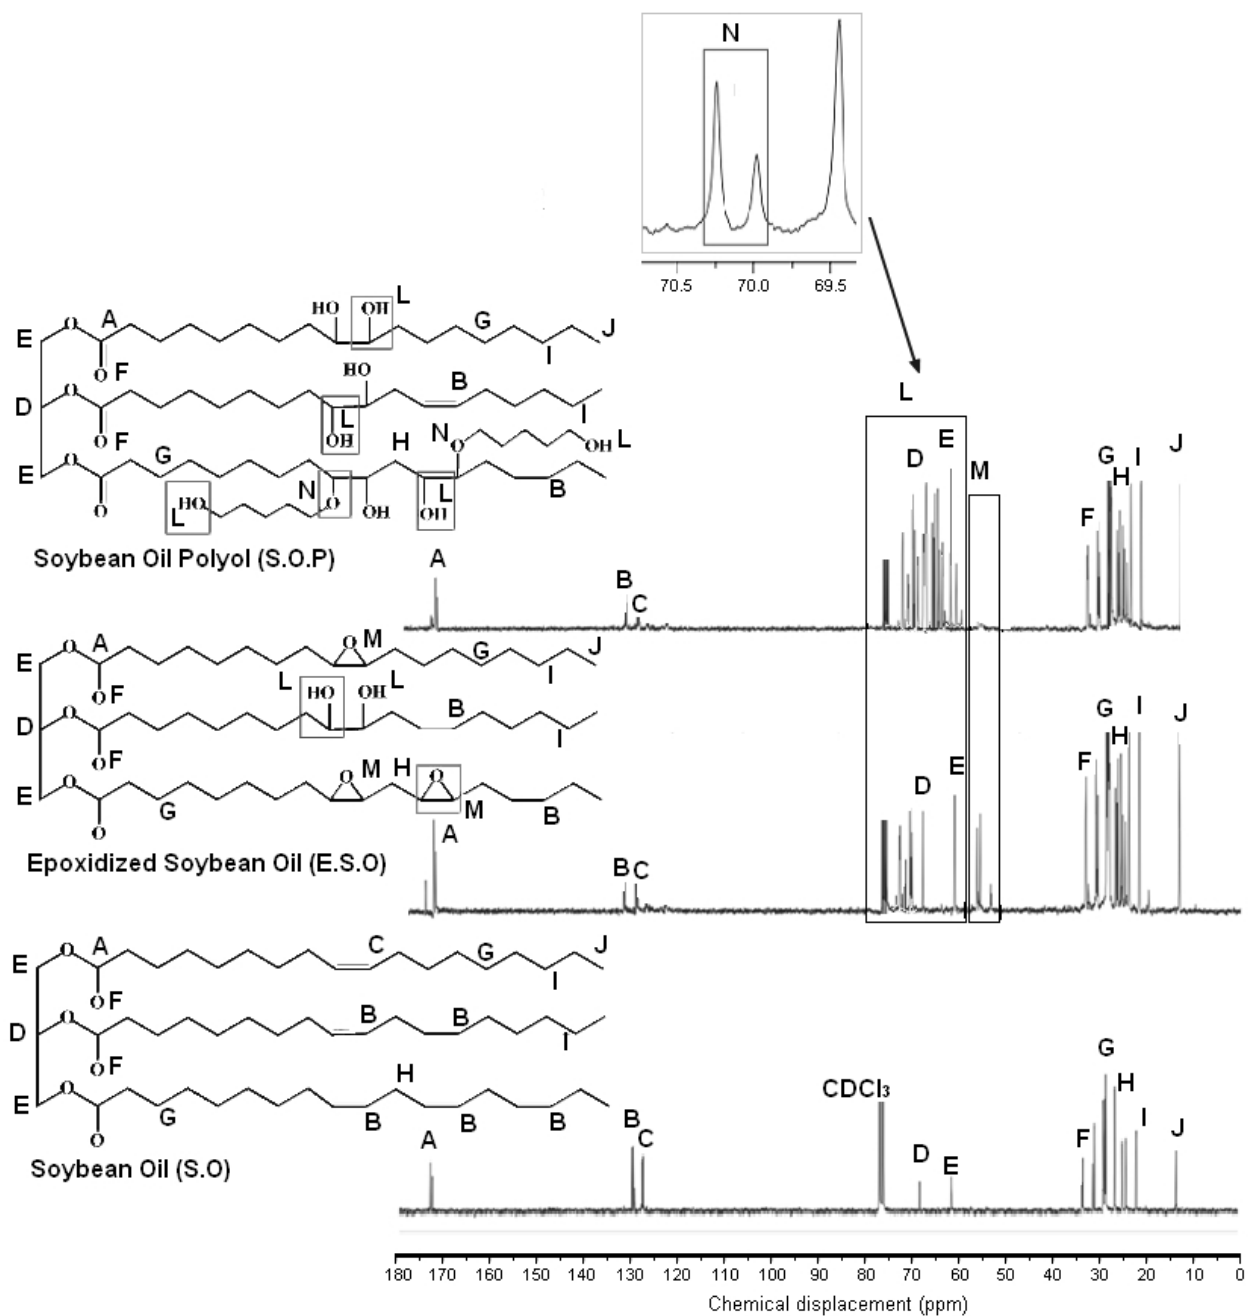 N
70.5 70.0 69.5
HO OH L
E O A G J
O F I
HO
B
D O L I
O F OH H N O OH L
E O G
O L HO N O OH OH L B
Soybean Oil Polyol (S.O.P)
L
D E M
G H I J
F
A
B C
E O A O M G J
O F L HO OH L I
D O B I
O F
E O G O M H O M B
O
Epoxidized Soybean Oil (E.S.O)
A
B C
D E
F G H I J
E O A C G J
O F I
D O B B I
O F H
E O G B B B
O
Soybean Oil (S.O)
A
B
C
CDCl₃
D E
F G H I J
180 170 160 150 140 130 120 110 100 90 80 70 60 50 40 30 20 10 0
Chemical displacement (ppm)